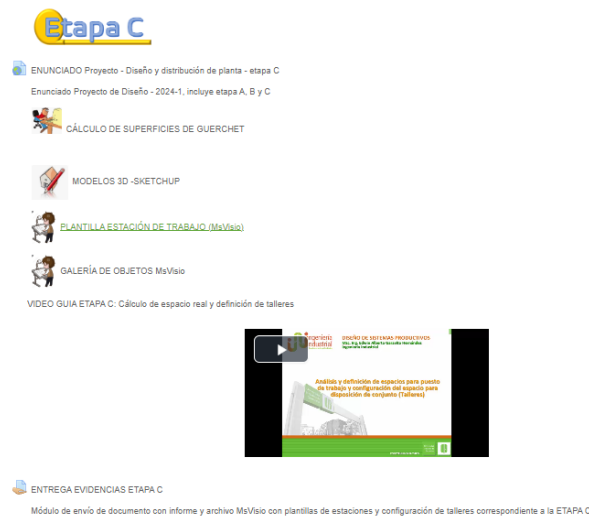 Etapa C
ENUNCIADO Proyecto - Diseño y distribución de planta - etapa C
Enunciado Proyecto de Diseño - 2024-1, incluye etapa A, B y C
CÁLCULO DE SUPERFICIES DE GUERCHET
MODELOS 3D -SKETCHUP
PLANTILLA ESTACIÓN DE TRABAJO (MsVisio)
GALERÍA DE OBJETOS MsVisio
VIDEO GUIA ETAPA C: Cálculo de espacio real y definición de talleres
ingeniería
industrial
DISEÑO DE SISTEMAS PRODUCTIVOS
Ingeniería Industrial
Análisis y definición de espacios para puesto
de trabajo y configuración del espacio para
disposición de conjunto (Talleres)
ENTREGA EVIDENCIAS ETAPA C
Módulo de envío de documento con informe y archivo MsVisio con plantillas de estaciones y configuración de talleres correspondiente a la ETAPA C